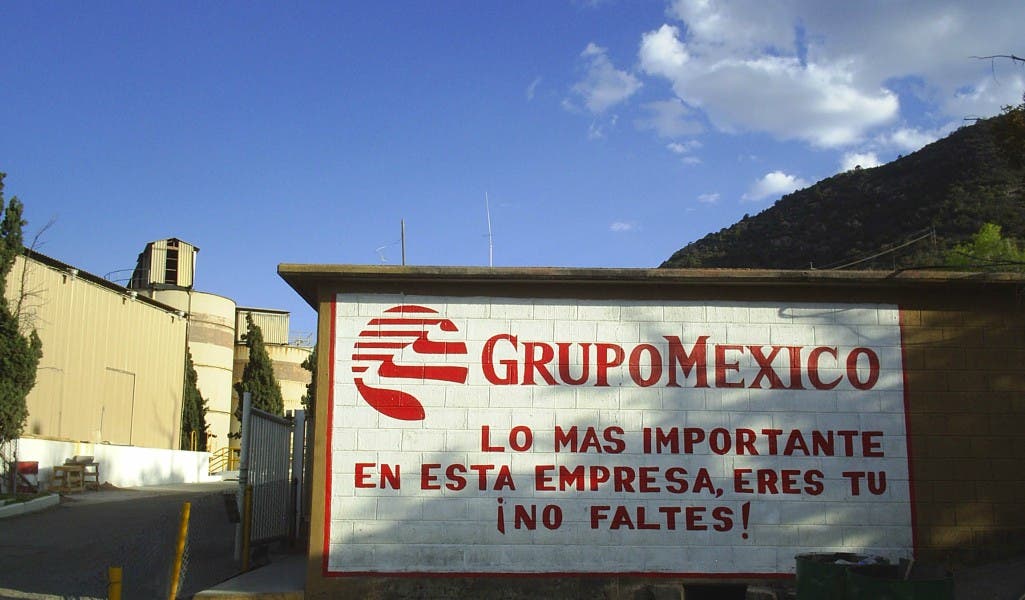 GRUPOMEXICO
LO MAS IMPORTANTE
EN ESTA EMPRESA, ERES TU
¡NO FALTES!